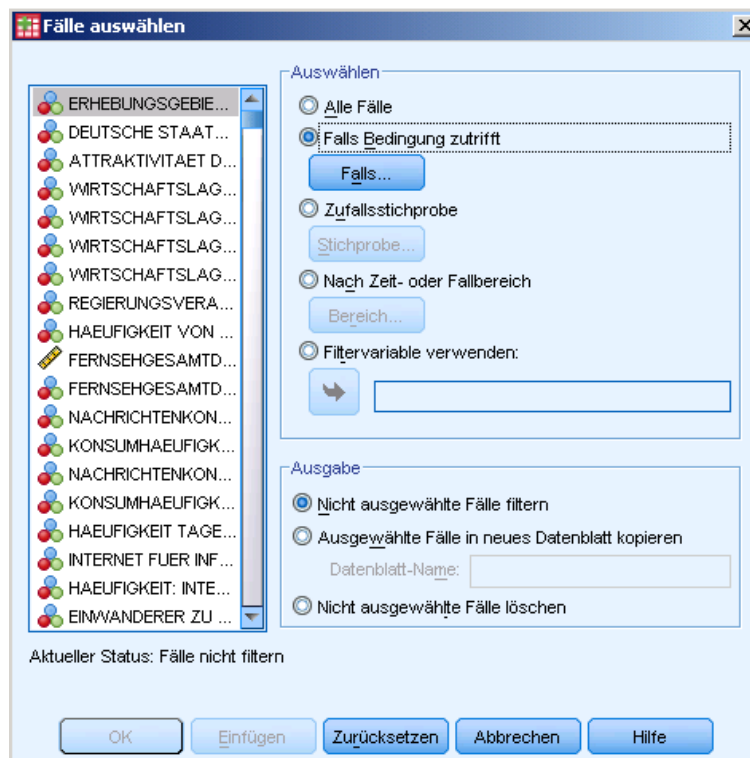 Fälle auswählen
ERHEBUNGSGEBIE...
DEUTSCHE STAAT...
ATTRAKTIVITAET D...
WIRTSCHAFTSLAG...
WIRTSCHAFTSLAG...
WIRTSCHAFTSLAG...
WIRTSCHAFTSLAG...
REGIERUNGSVERA...
HAEUFIGKEIT VON ...
FERNSEHGESAMTD...
FERNSEHGESAMTD...
NACHRICHTENKON...
KONSUMHAEUFIGK...
NACHRICHTENKON...
KONSUMHAEUFIGK...
HAEUFIGKEIT TAGE...
INTERNET FUER INF...
HAEUFIGKEIT: INTE...
EINWANDERER ZU ...
Auswählen
Alle Fälle
Falls Bedingung zutrifft
Falls...
Zufallsstichprobe
Stichprobe...
Nach Zeit- oder Fallbereich
Bereich...
Filtervariable verwenden:
Ausgabe
Nicht ausgewählte Fälle filtern
Ausgewählte Fälle in neues Datenblatt kopieren
Datenblatt-Name:
Nicht ausgewählte Fälle löschen
Aktueller Status: Fälle nicht filtern
OK
Einfügen
Zurücksetzen
Abbrechen
Hilfe